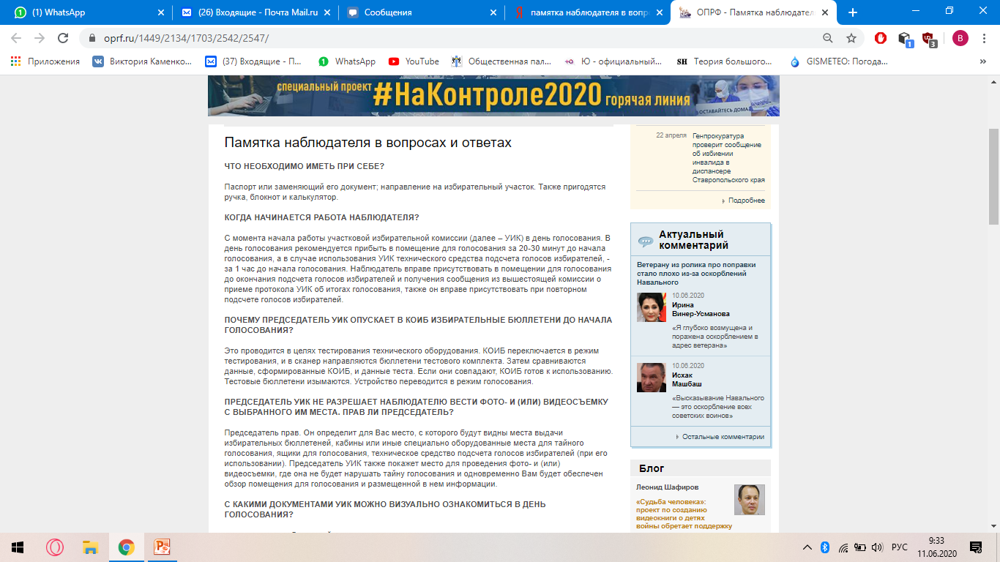 (1) WhatsApp
(26) Входящие - Почта Mail.ru
Сообщения
памятка наблюдателя в вопро
ОПРФ - Памятка наблюдател
oprf.ru/1449/2134/1703/2542/2547/
Приложения
Виктория Каменко...
(37) Входящие - П...
WhatsApp
YouTube
Общественная пал...
Ю - официальный...
SH Теория большого...
GISMETEO: Погода...
»
1
3
В
специальный проект #НаКонтроле2020 горячая линия
ОСТАВАЙТЕСЬ ДОМА
Памятка наблюдателя в вопросах и ответах
ЧТО НЕОБХОДИМО ИМЕТЬ ПРИ СЕБЕ?
Паспорт или заменяющий его документ; направление на избирательный участок. Также пригодятся
ручка, блокнот и калькулятор.
КОГДА НАЧИНАЕТСЯ РАБОТА НАБЛЮДАТЕЛЯ?
С момента начала работы участковой избирательной комиссии (далее – УИК) в день голосования. В
день голосования рекомендуется прибыть в помещение для голосования за 20-30 минут до начала
голосования, а в случае использования УИК технического средства подсчета голосов избирателей, -
за 1 час до начала голосования. Наблюдатель вправе присутствовать в помещении для голосования
до окончания подсчета голосов избирателей и получения сообщения из вышестоящей комиссии о
приеме протокола УИК об итогах голосования, также он вправе присутствовать при повторном
подсчете голосов избирателей.
ПОЧЕМУ ПРЕДСЕДАТЕЛЬ УИК ОПУСКАЕТ В КОИБ ИЗБИРАТЕЛЬНЫЕ БЮЛЛЕТЕНИ ДО НАЧАЛА
ГОЛОСОВАНИЯ?
Это проводится в целях тестирования технического оборудования. КОИБ переключается в режим
тестирования, и в сканер направляются бюллетени тестового комплекта. Затем сравниваются
данные, сформированные КОИБ, и данные теста. Если они совпадают, КОИБ готов к использованию.
Тестовые бюллетени изымаются. Устройство переводится в режим голосования.
ПРЕДСЕДАТЕЛЬ УИК НЕ РАЗРЕШАЕТ НАБЛЮДАТЕЛЮ ВЕСТИ ФОТО- И (ИЛИ) ВИДЕОСЪЕМКУ
С ВЫБРАННОГО ИМ МЕСТА. ПРАВ ЛИ ПРЕДСЕДАТЕЛЬ?
Председатель прав. Он определит для Вас место, с которого будут видны места выдачи
избирательных бюллетеней, кабины или иные специально оборудованные места для тайного
голосования, ящики для голосования, техническое средство подсчета голосов избирателей (при его
использовании). Председатель УИК также покажет место для проведения фото- и (или)
видеосъемки, где она не будет нарушать тайну голосования и одновременно Вам будет обеспечен
обзор помещения для голосования и размещенной в нем информации.
С КАКИМИ ДОКУМЕНТАМИ УИК МОЖНО ВИЗУАЛЬНО ОЗНАКОМИТЬСЯ В ДЕНЬ
ГОЛОСОВАНИЯ?
22 апреля
Генпрокуратура
проверит сообщение
об избиении
инвалида в
диспансере
Ставропольского края
Подробнее
Актуальный
комментарий
Ветерану из ролика про поправки
стало плохо из-за оскорблений
Навального
10.06.2020
Ирина
Винер-Усманова
«Я глубоко возмущена и
поражена оскорблением в
адрес ветерана»
10.06.2020
Исхак
Машбаш
«Высказывание Навального
— это оскорбление всех
советских воинов»
Остальные комментарии
Блог
Леонид Шафиров
«Судьба человека»:
проект по созданию
видеокниги о детях
войны обретает поддержку
РУС
9:33
11.06.2020